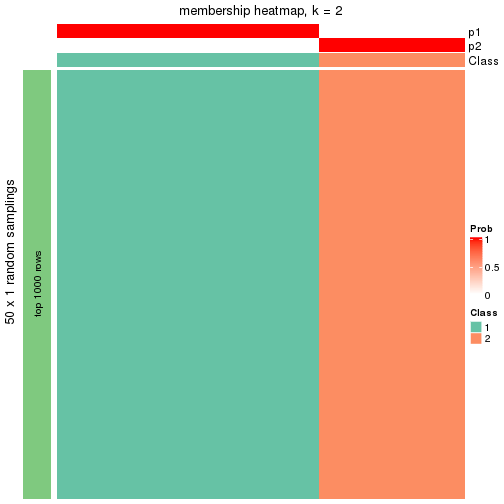 membership heatmap, k = 2
p1
p2
Class
50 x 1 random samplings
top 1000 rows
Prob
1
0.5
0
Class
1
2